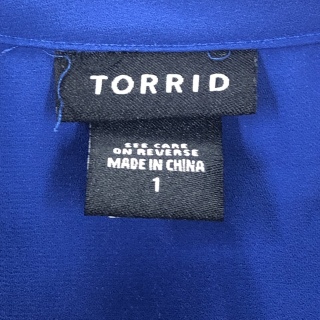 TORRID
SEE CARE
ON REVERSE
MADE IN CHINA
1